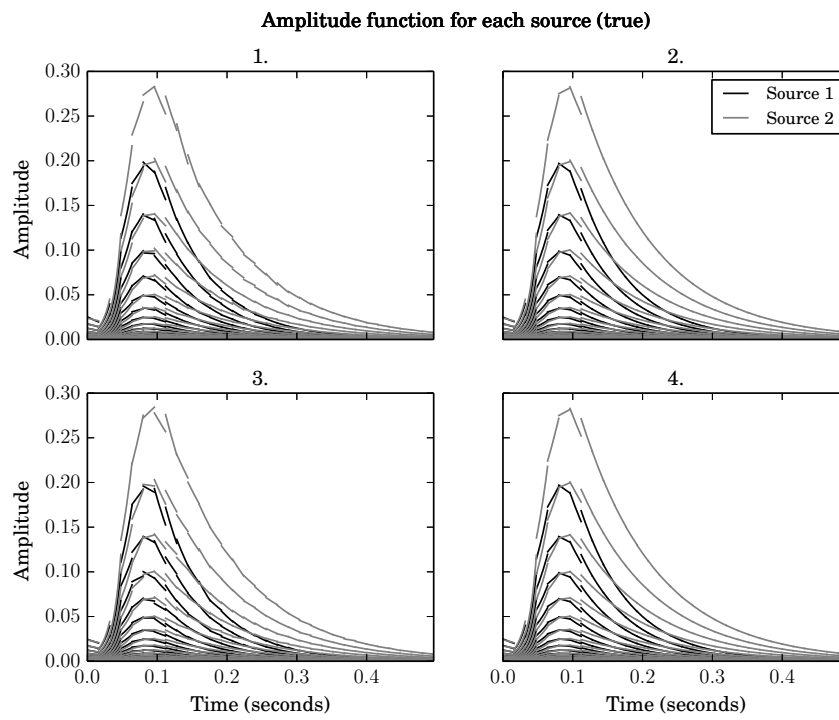 Amplitude function for each source (true)
1.
2.
0.30
0.25
0.20
0.15
0.10
0.05
0.00
Amplitude
Source 1
Source 2
3.
4.
0.30
0.25
0.20
0.15
0.10
0.05
0.00
Amplitude
0.0 0.1 0.2 0.3 0.4
Time (seconds)
0.0 0.1 0.2 0.3 0.4
Time (seconds)